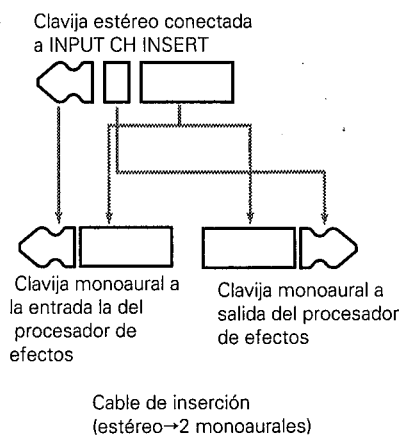 Clavija estéreo conectada
a INPUT CH INSERT
Clavija monoaural a
la entrada la del
procesador de
efectos
Clavija monoaural a
salida del procesador
de efectos
Cable de inserción
(estéreo→2 monoaurales)